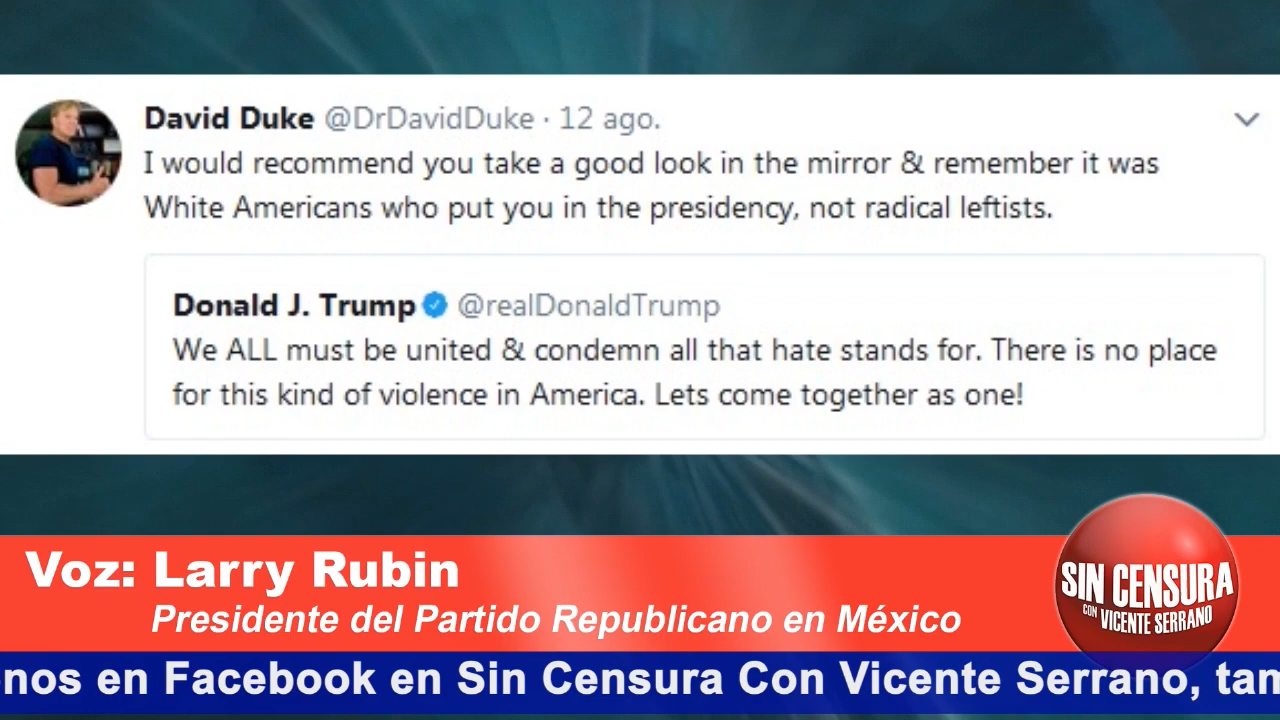 David Duke @DrDavidDuke · 12 ago.
I would recommend you take a good look in the mirror & remember it was
White Americans who put you in the presidency, not radical leftists.
Donald J. Trump @realDonaldTrump
We ALL must be united & condemn all that hate stands for. There is no place
for this kind of violence in America. Lets come together as one!
Voz: Larry Rubin
Presidente del Partido Republicano en México
SIN CENSURA
CON VICENTE SERRANO
nos en Facebook en Sin Censura Con Vicente Serrano, tam